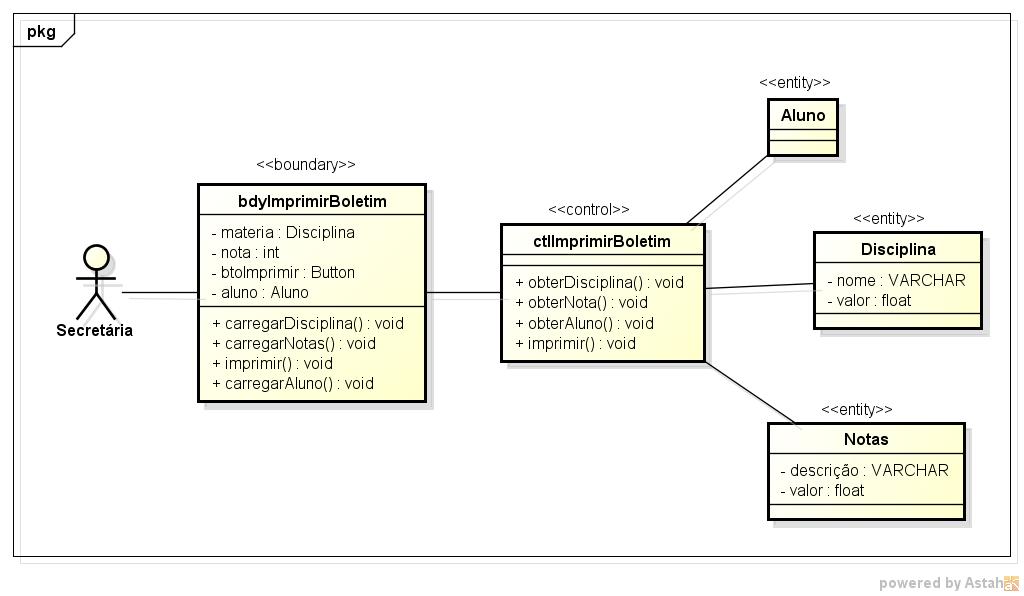 pkg
<<entity>>
Aluno
<<boundary>>
bdyImprimirBoletim
- materia : Disciplina
- nota : int
- btoImprimir : Button
- aluno : Aluno
+ carregarDisciplina() : void
+ carregarNotas() : void
+ imprimir() : void
+ carregarAluno() : void
<<control>>
ctlImprimirBoletim
+ obterDisciplina() : void
+ obterNota() : void
+ obterAluno() : void
+ imprimir() : void
<<entity>>
Disciplina
- nome : VARCHAR
- valor : float
Secretária
<<entity>>
Notas
- descrição : VARCHAR
- valor : float
powered by Astah